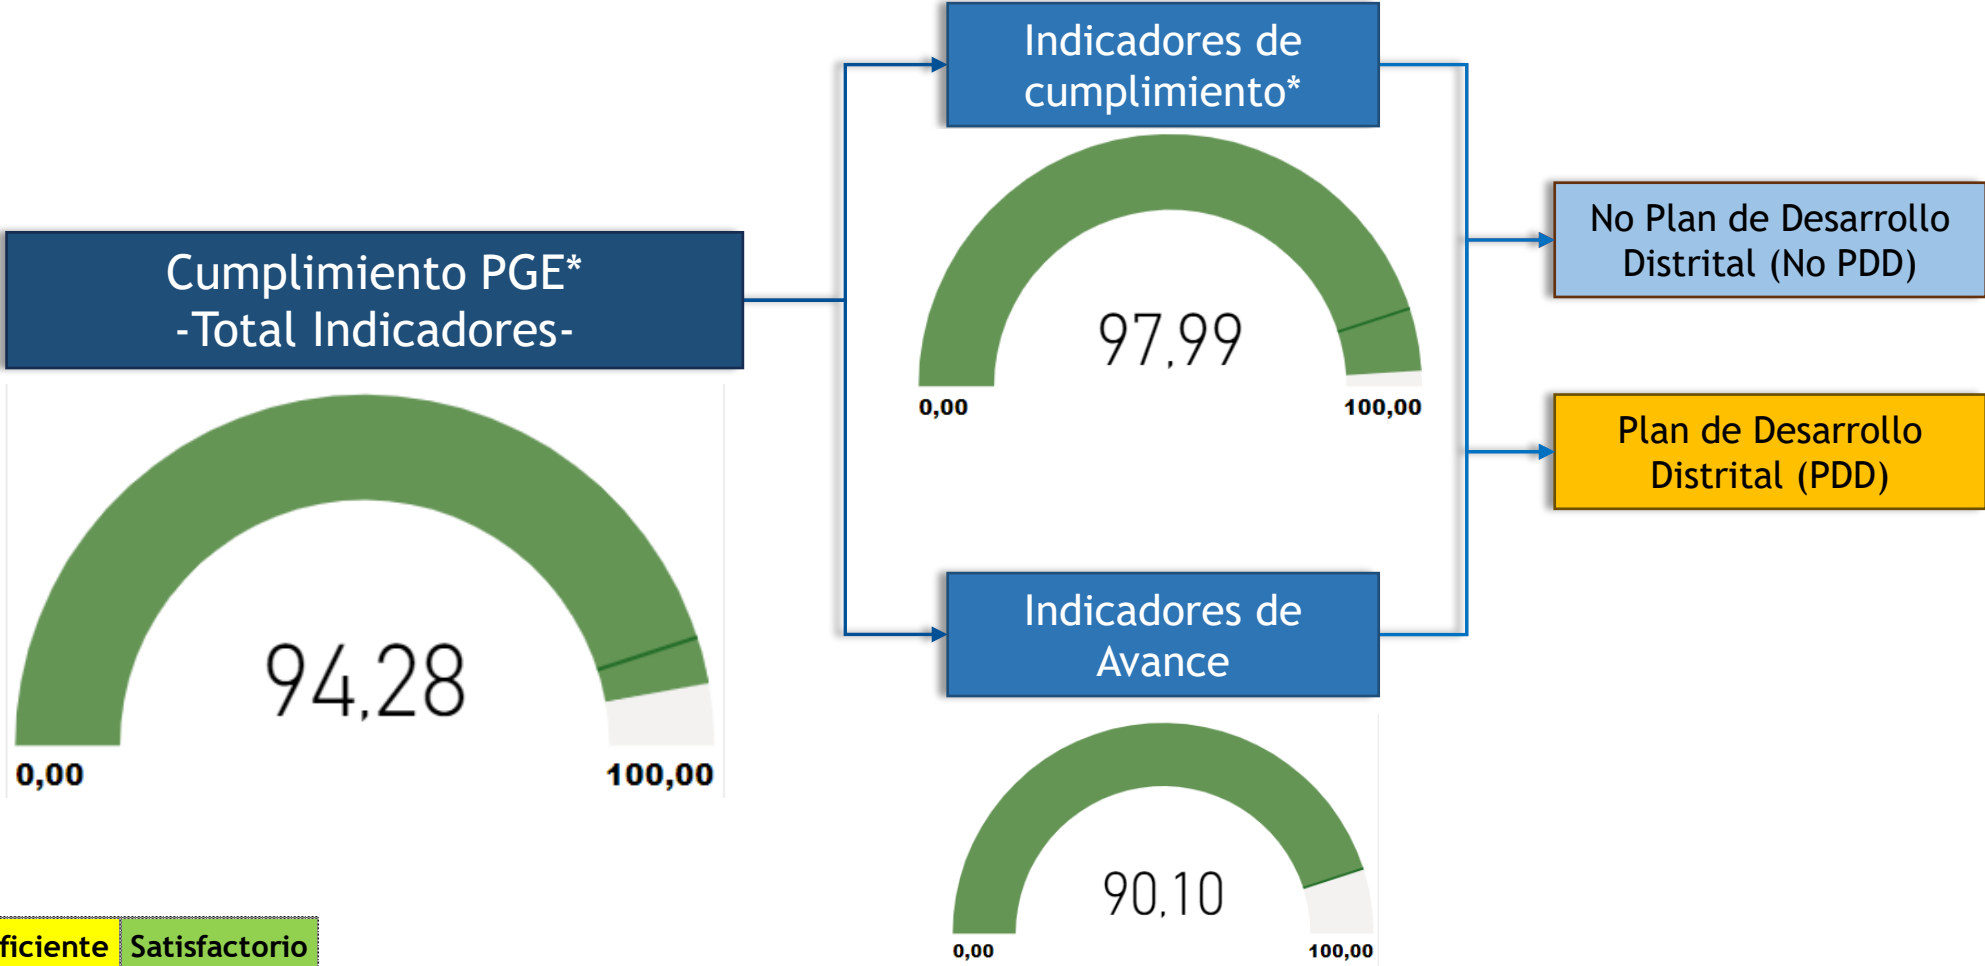 Indicadores de
cumplimiento*
97,99
0,00
100,00
Cumplimiento PGE*
-Total Indicadores-
94,28
0,00
100,00
No Plan de Desarrollo
Distrital (No PDD)
Plan de Desarrollo
Distrital (PDD)
Indicadores de
Avance
90,10
0,00
100,00
Satisfactorio